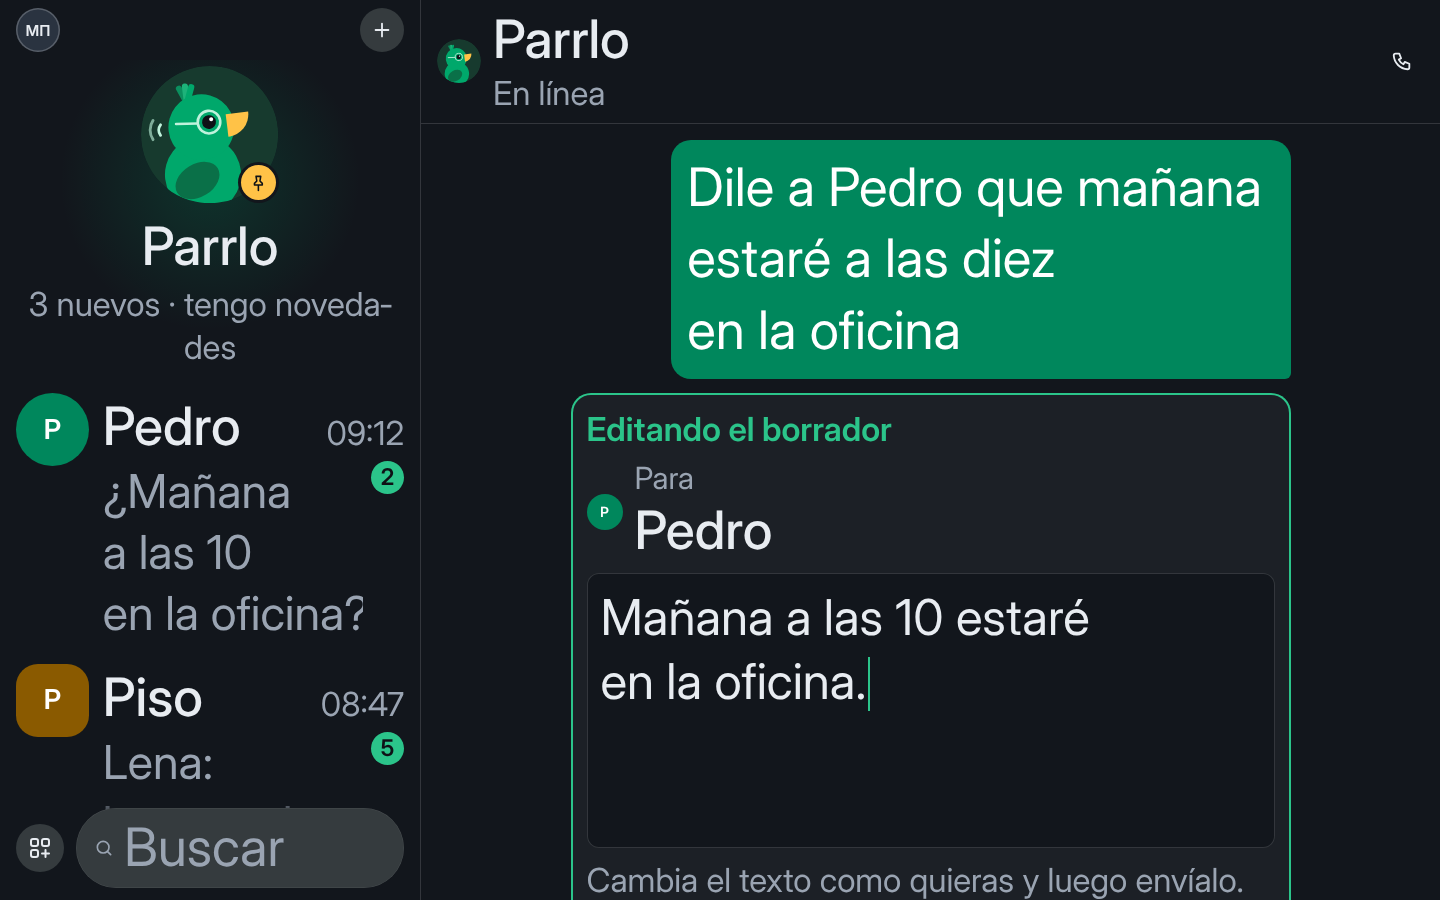 МП
Parrlo
3 nuevos · tengo noveda-
des
P
Pedro
09:12
¿Mañana
a las 10
en la oficina?
2
P
Piso
08:47
Lena:
5
Buscar
Parrlo
En línea
Dile a Pedro que mañana
estaré a las diez
en la oficina
Editando el borrador
Para
P
Pedro
Mañana a las 10 estaré
en la oficina.
Cambia el texto como quieras y luego envíalo.